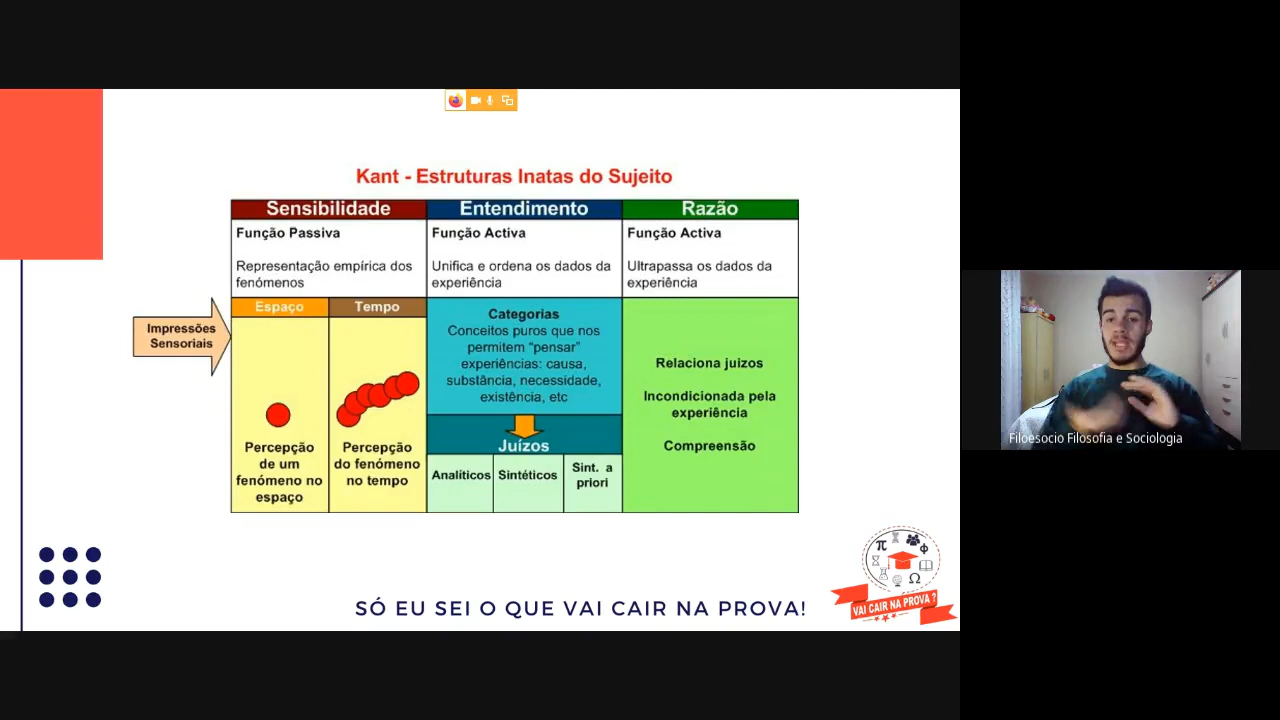 Kant - Estruturas Inatas do Sujeito
Sensibilidade
Entendimento
Razão
Função Passiva
Representação empírica dos
fenómenos
Função Activa
Unifica e ordena os dados da
experiência
Função Activa
Ultrapassa os dados da
experiência
Impressões
Sensoriais
Espaço
Tempo
Percepção
de um
fenómeno no
espaço
Percepção
do fenómeno
no tempo
Categorias
Conceitos puros que nos
permitem “pensar”
experiências: causa,
substância, necessidade,
existência, etc
Juízos
Analíticos
Sintéticos
Sint. a
priori
Relaciona juizos
Incondicionada pela
experiência
Compreensão
SÓ EU SEI O QUE VAI CAIR NA PROVA!
π
Φ
Ω
VAI CAIR NA PROVA ?
Filoesocio Filosofia e Sociologia